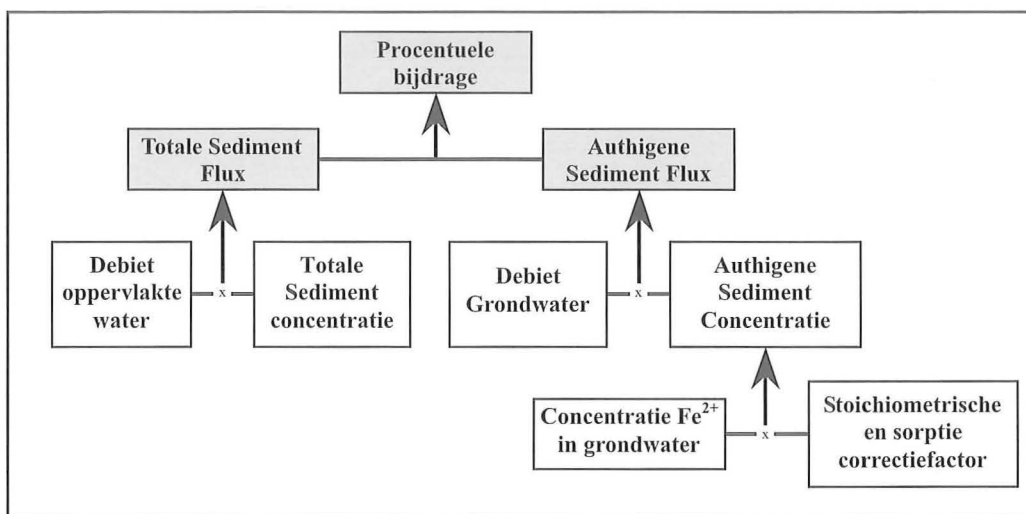 Procentuele
bijdrage
Totale Sediment
Flux
Authigene
Sediment Flux
Debiet
oppervlakte
water
x
Totale
Sediment
concentratie
Debiet
Grondwater
x
Authigene
Sediment
Concentratie
Concentratie Fe²⁺
in grondwater
x
Stoichiometrische
en sorptie
correctiefactor